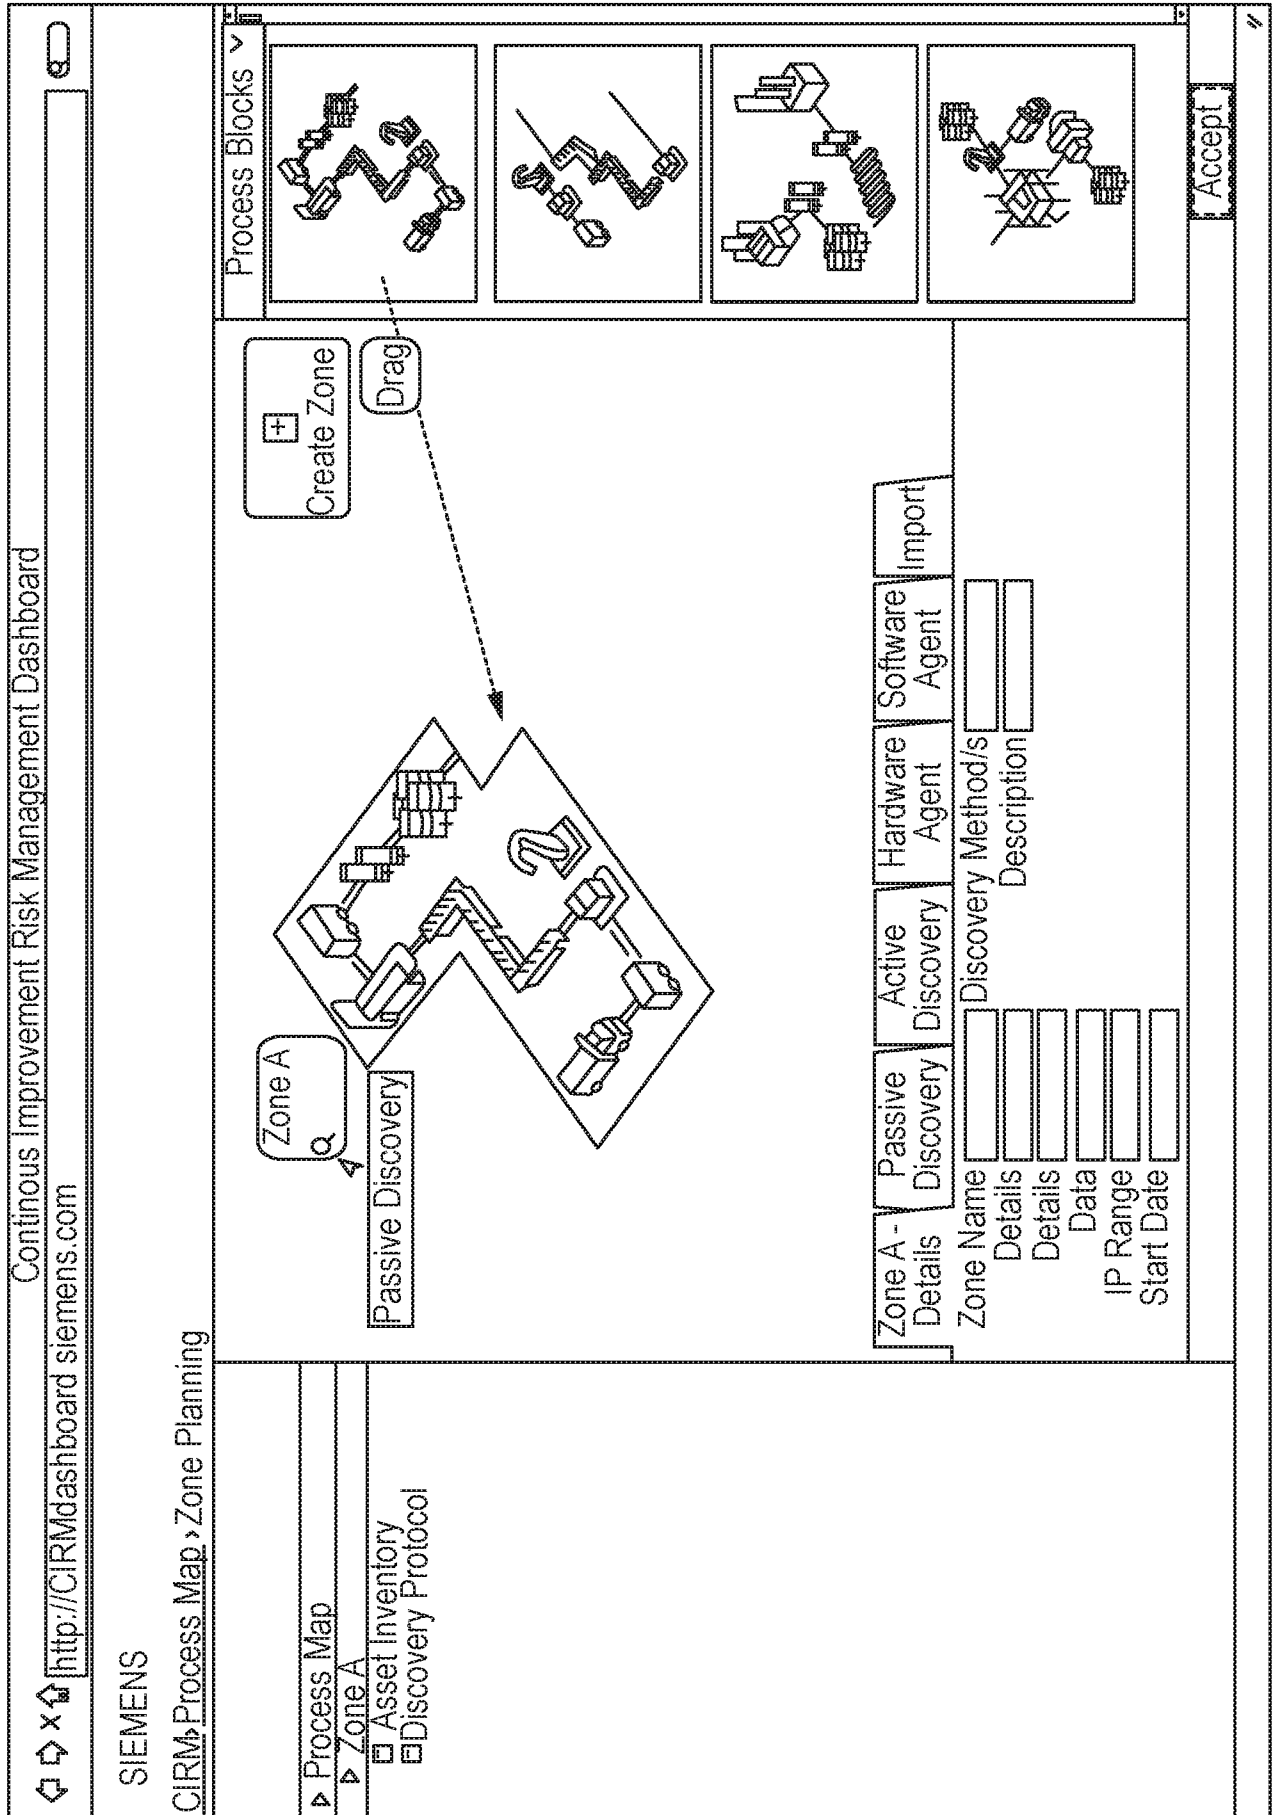 Continous Improvement Risk Management Dashboard
http://CIRMdashboard siemens.com
SIEMENS
CIRM›Process Map›Zone Planning
Process Map
Zone A
Asset Inventory
Discovery Protocol
Zone A
Passive Discovery
Create Zone
Drag
Process Blocks
Zone A -
Details
Passive
Discovery
Active
Discovery
Hardware
Agent
Software
Agent
Import
Zone Name
Details
Details
Data
IP Range
Start Date
Discovery Method/s
Description
Accept